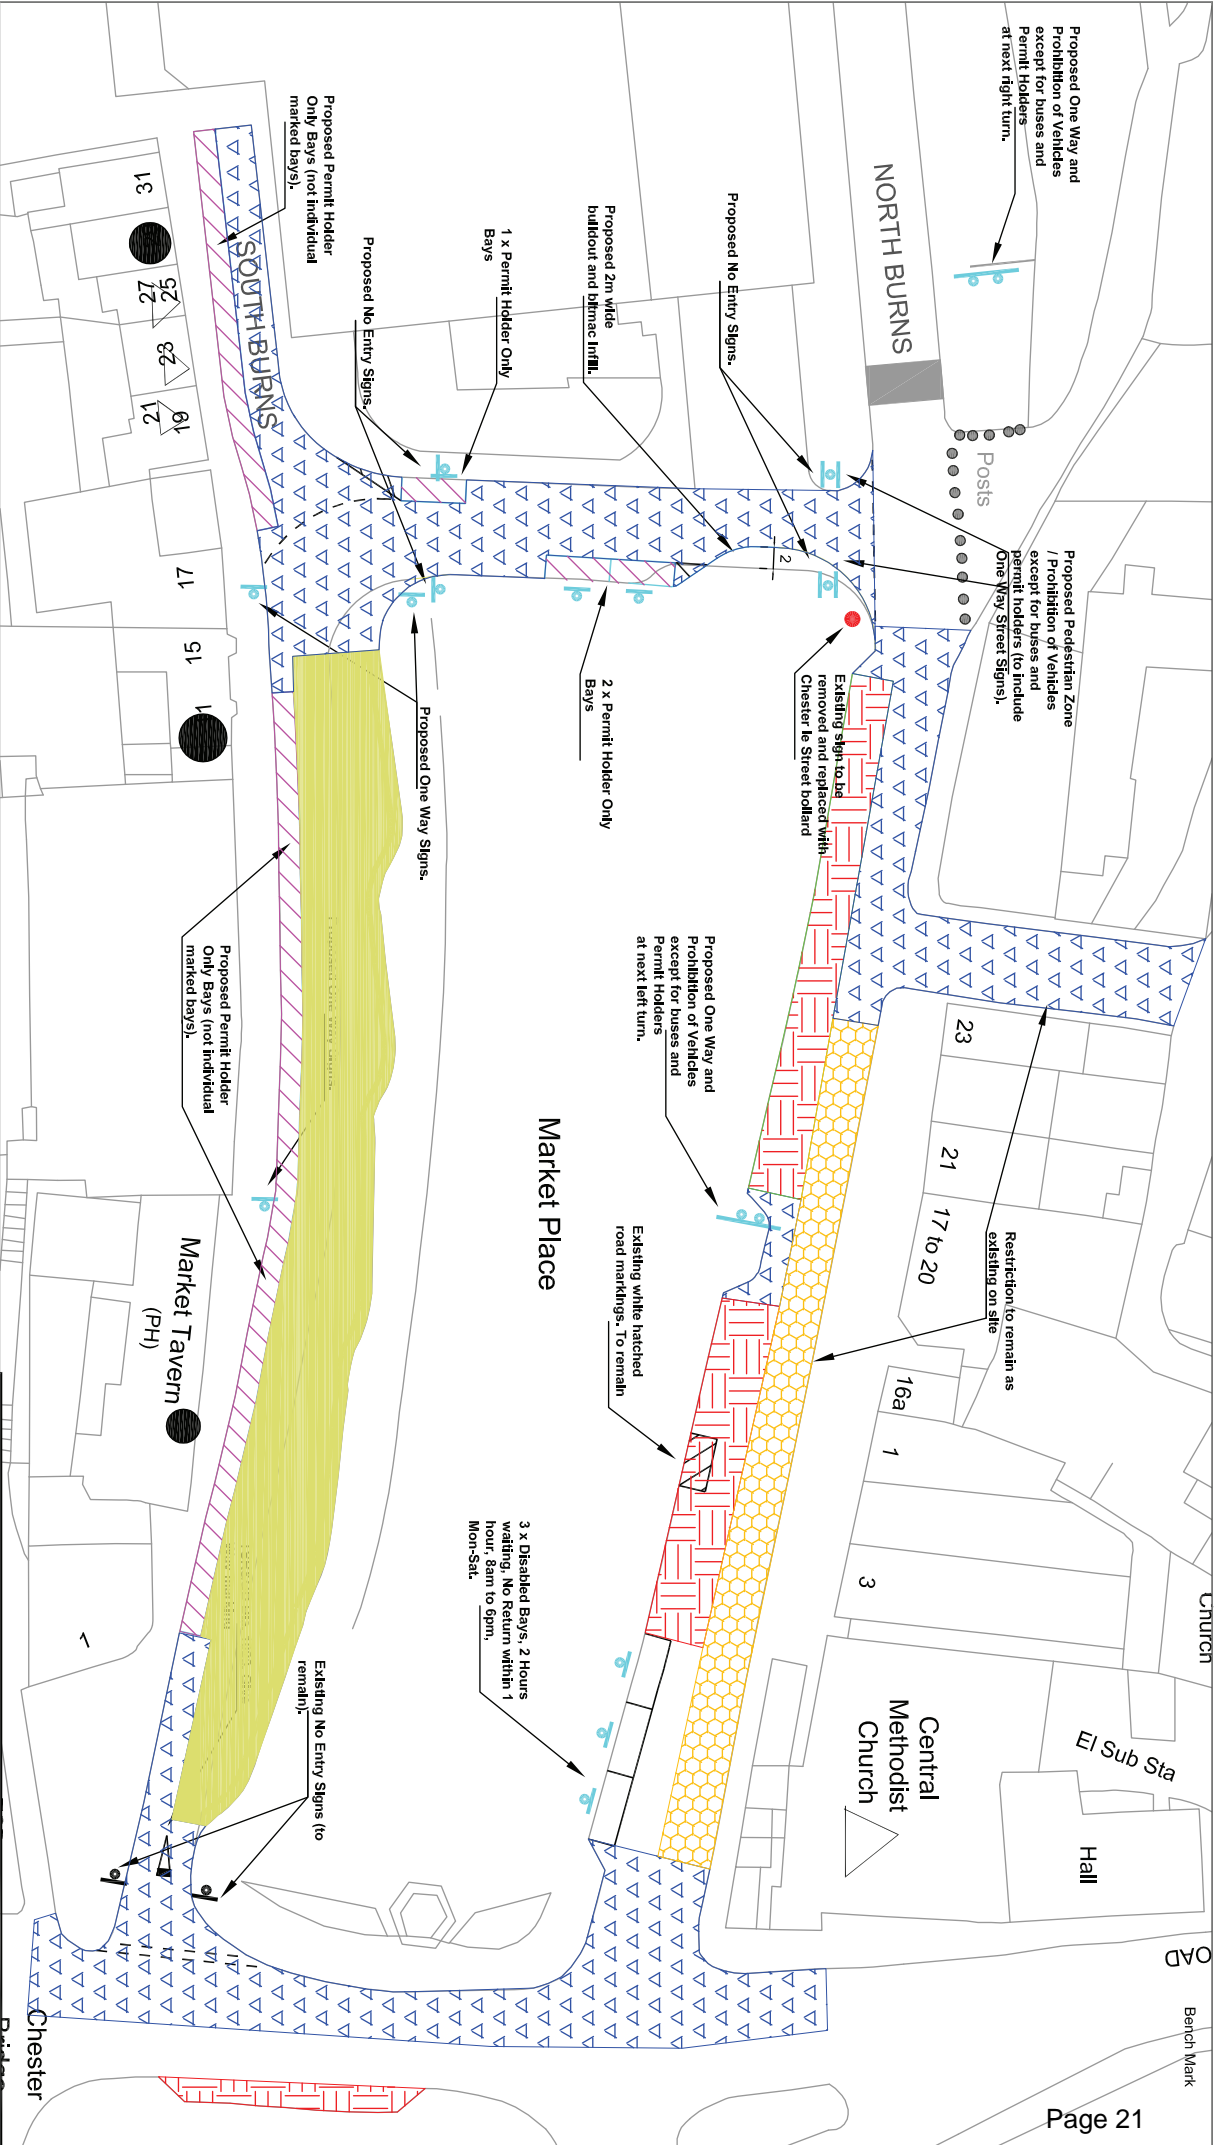 Proposed One Way and
Prohibition of Vehicles
except for buses and
Permit Holders
at next right turn.
NORTH BURNS
Posts
Proposed Pedestrian Zone
/ Prohibition of Vehicles
except for buses and
permit holders (to include
One Way Street Signs).
Proposed No Entry Signs.
Proposed 2m wide
buildout and bitmac infill.
1 x Permit Holder Only
Bays
Proposed No Entry Signs.
Proposed Permit Holder
Only Bays (not individual
marked bays).
SOUTH BURNS
31
25
27
23
19
21
17
15
2
Existing sign to be
removed and replaced with
Chester le Street bollard
2 x Permit Holder Only
Bays
Proposed One Way Signs.
Proposed One Way and
Prohibition of Vehicles
except for buses and
Permit Holders
at next left turn.
Proposed Permit Holder
Only Bays (not individual
marked bays).
Market Place
23
21
17 to 20
16a
1
3
Restriction to remain as
existing on site
Existing white hatched
road markings. To remain
Market Tavern
(PH)
3 x Disabled Bays, 2 Hours
waiting, No Return within 1
hour, 8am to 6pm,
Mon-Sat.
Existing No Entry Signs (to
remain).
Church
Central
Methodist
Church
El Sub Sta
Hall
OAD
Bench Mark
Chester
Page 21